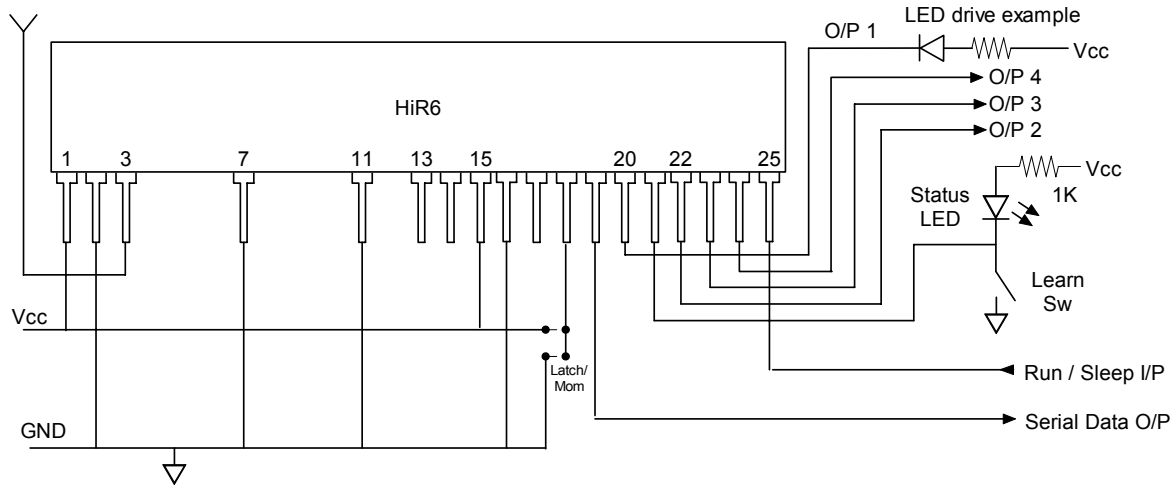 LED drive example
O/P 1
Vcc
O/P 4
HiR6
O/P 3
O/P 2
1 3 7 11 13 15 20 22 25
Vcc
1K
Status
LED
Learn
Sw
Vcc
Latch/
Mom
Run / Sleep I/P
Serial Data O/P
GND